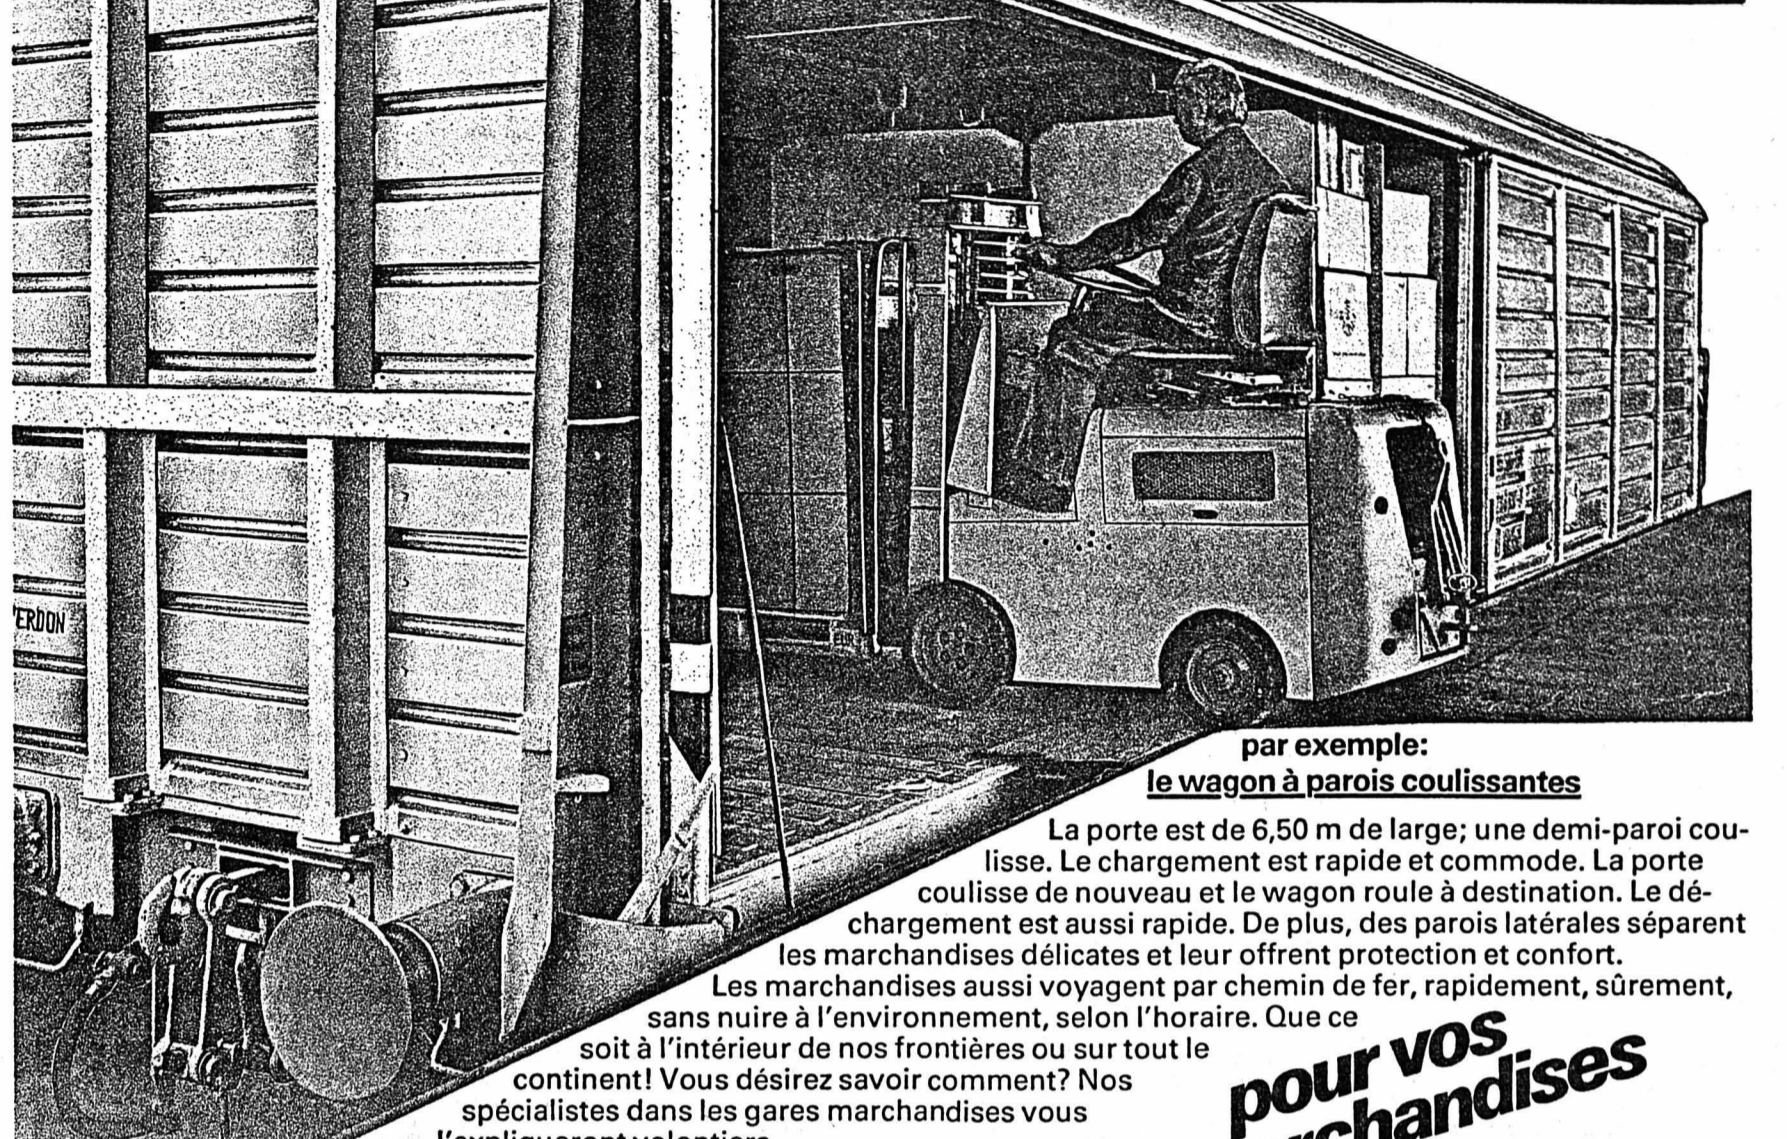 ERDON
par exemple:
le wagon à parois coulissantes
La porte est de 6,50 m de large; une demi-paroi cou-
lisse. Le chargement est rapide et commode. La porte
coulisse de nouveau et le wagon roule à destination. Le dé-
chargement est aussi rapide. De plus, des parois latérales séparent
les marchandises délicates et leur offrent protection et confort.
Les marchandises aussi voyagent par chemin de fer, rapidement, sûrement,
sans nuire à l'environnement, selon l'horaire. Que ce
soit à l'intérieur de nos frontières ou sur tout le
continent! Vous désirez savoir comment? Nos
spécialistes dans les gares marchandises vous
l'expliqueront volontiers
pour vos
rchandises